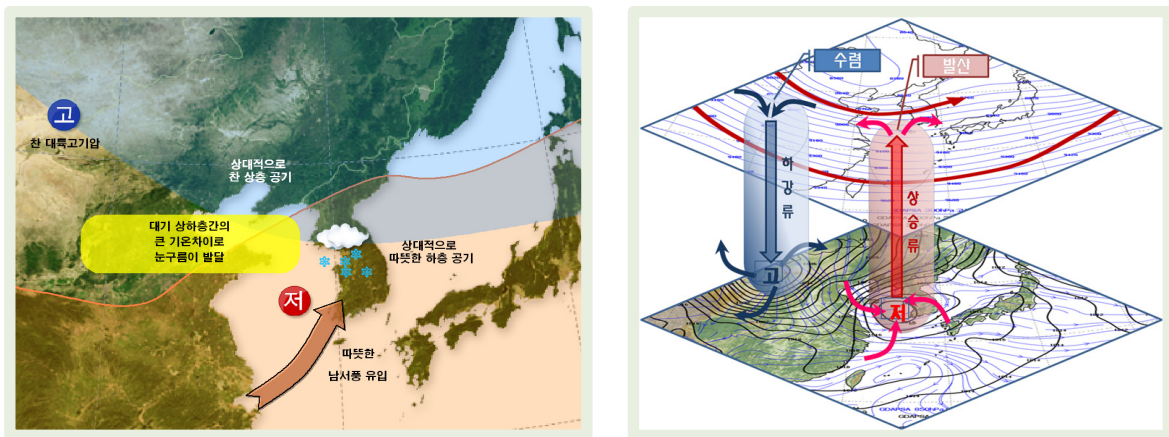 고
찬 대륙고기압
상대적으로
찬 상층 공기
대기 상하층간의
큰 기온차이로
눈구름이 발달
상대적으로
따뜻한 하층 공기
저
따뜻한
남서풍 유입
수렴
발산
하강류
상승류
고
저